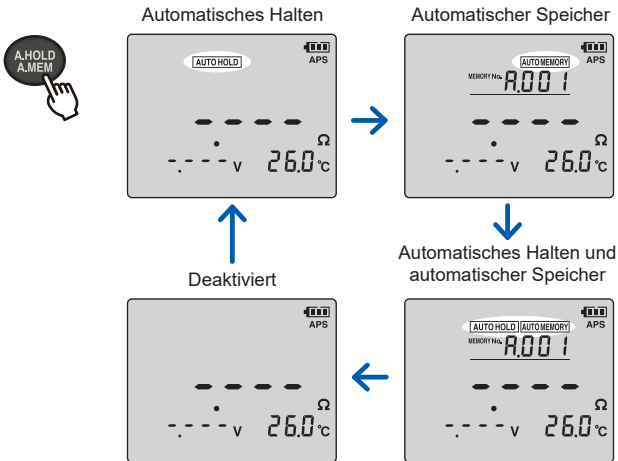 Automatisches Halten
Automatischer Speicher
A.HOLD
A.MEM
AUTO HOLD
APS
- - - -
Ω
-.- - - V 26.0 °C
AUTO MEMORY
APS
MEMORY No. A.001
- - - -
Ω
-.- - - V 26.0 °C
Automatisches Halten und
automatischer Speicher
Deaktiviert
APS
- - - -
Ω
-.- - - V 26.0 °C
AUTO HOLD AUTO MEMORY
APS
MEMORY No. A.001
- - - -
Ω
-.- - - V 26.0 °C